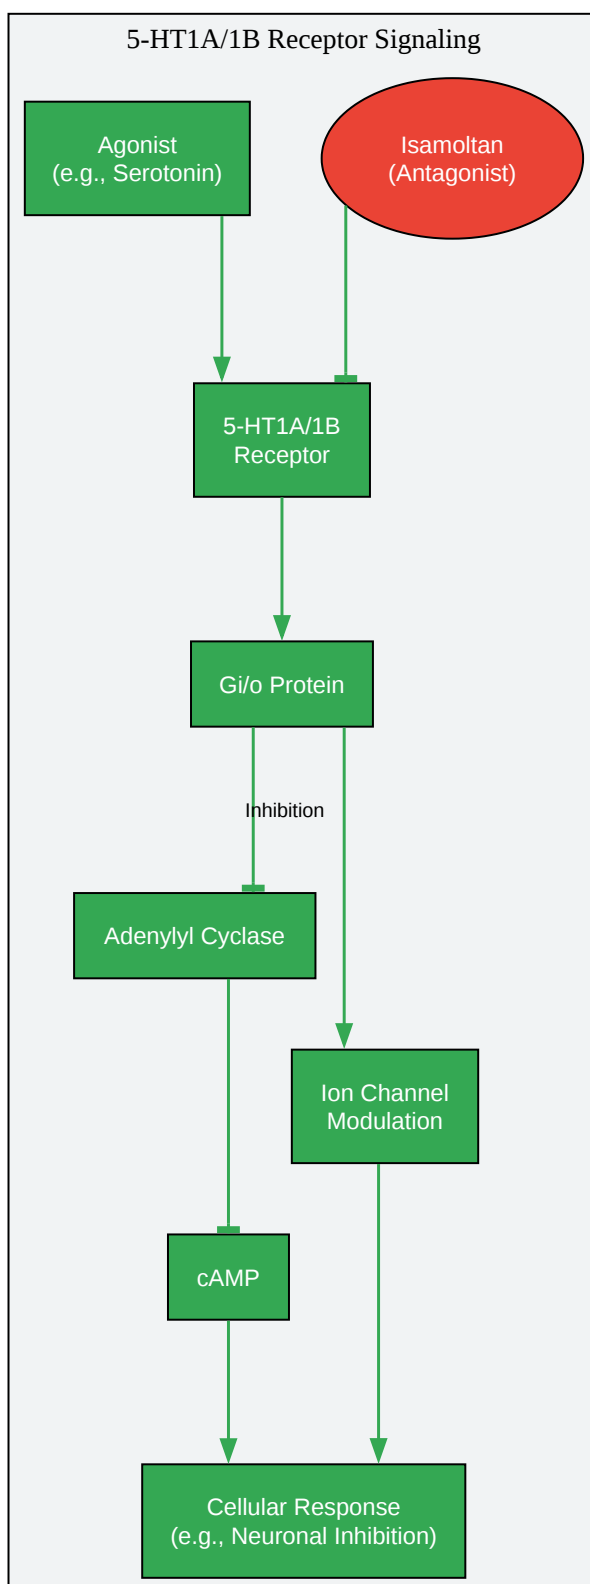 5-HT1A/1B Receptor Signaling
Agonist
(e.g., Serotonin)
Isamoltan
(Antagonist)
5-HT1A/1B
Receptor
Gi/o Protein
Inhibition
Adenylyl Cyclase
Ion Channel
Modulation
cAMP
Cellular Response
(e.g., Neuronal Inhibition)